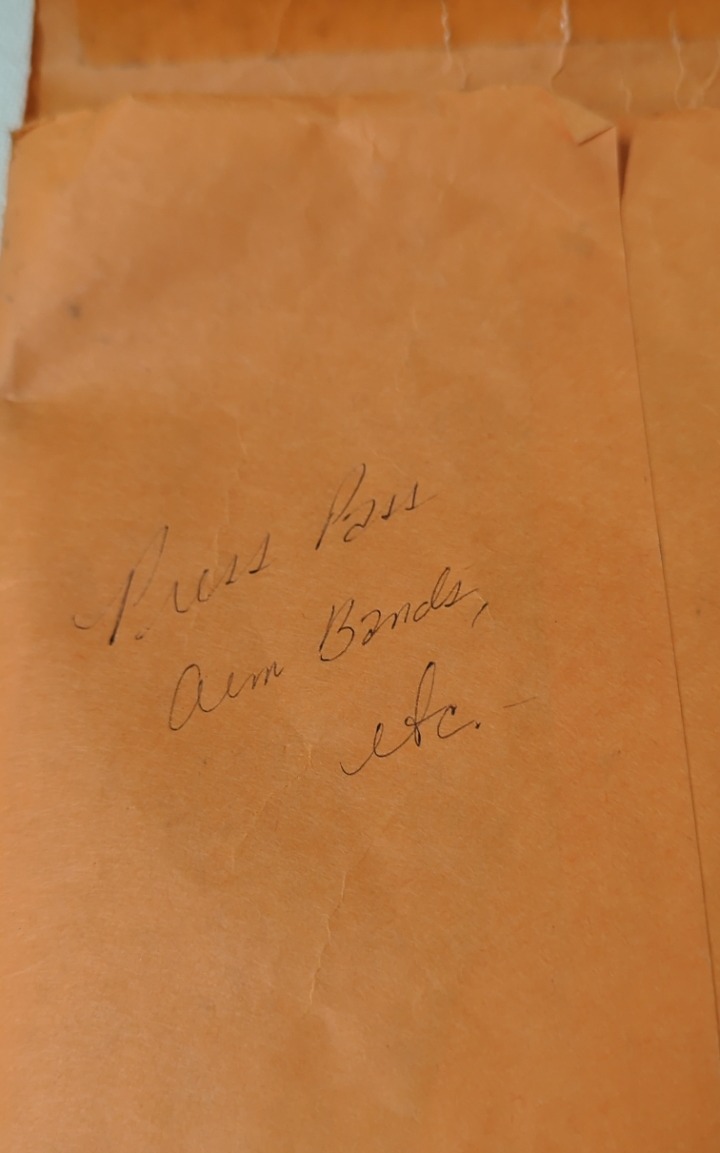 Press Pass
Arm Bands,
etc. -